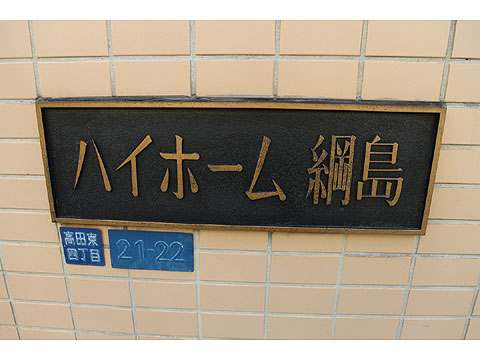 ハイホーム 綱島
高田東
四丁目
21-22